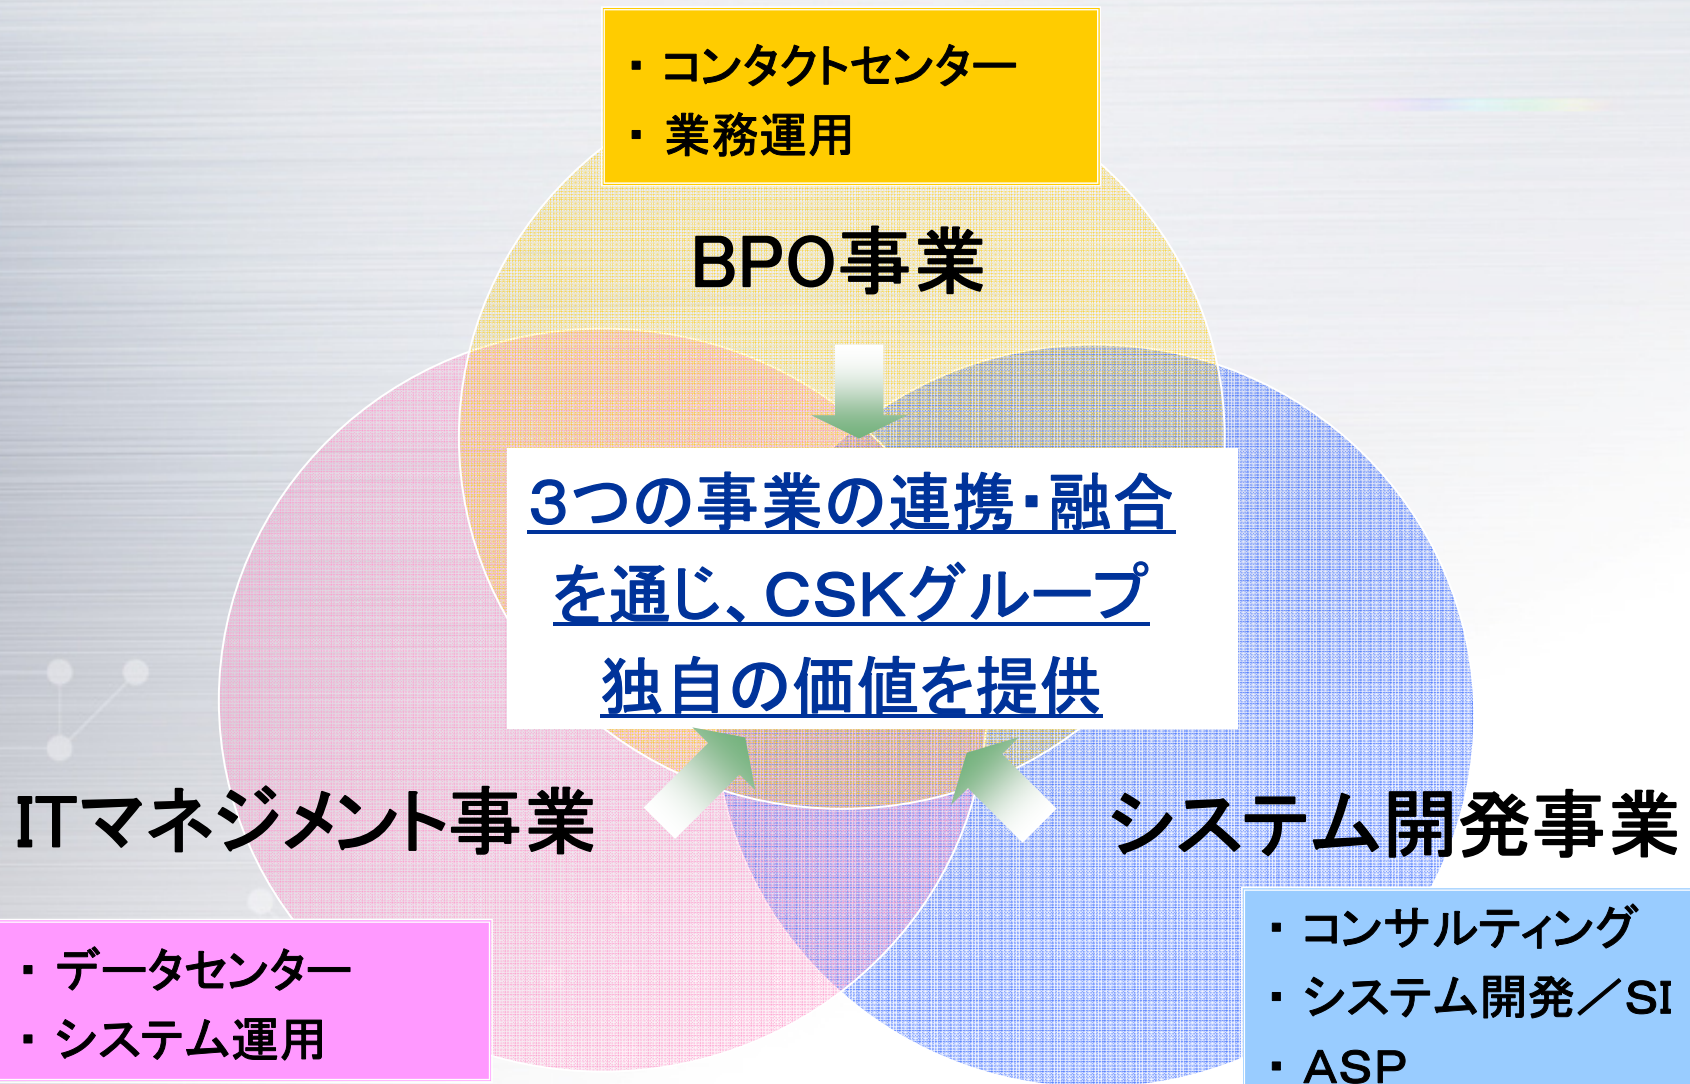 ・コンタクトセンター
・業務運用
BPO事業
３つの事業の連携・融合
を通じ、ＣＳＫグループ
独自の価値を提供
ITマネジメント事業
システム開発事業
・データセンター
・システム運用
・コンサルティング
・システム開発／SI
・ASP